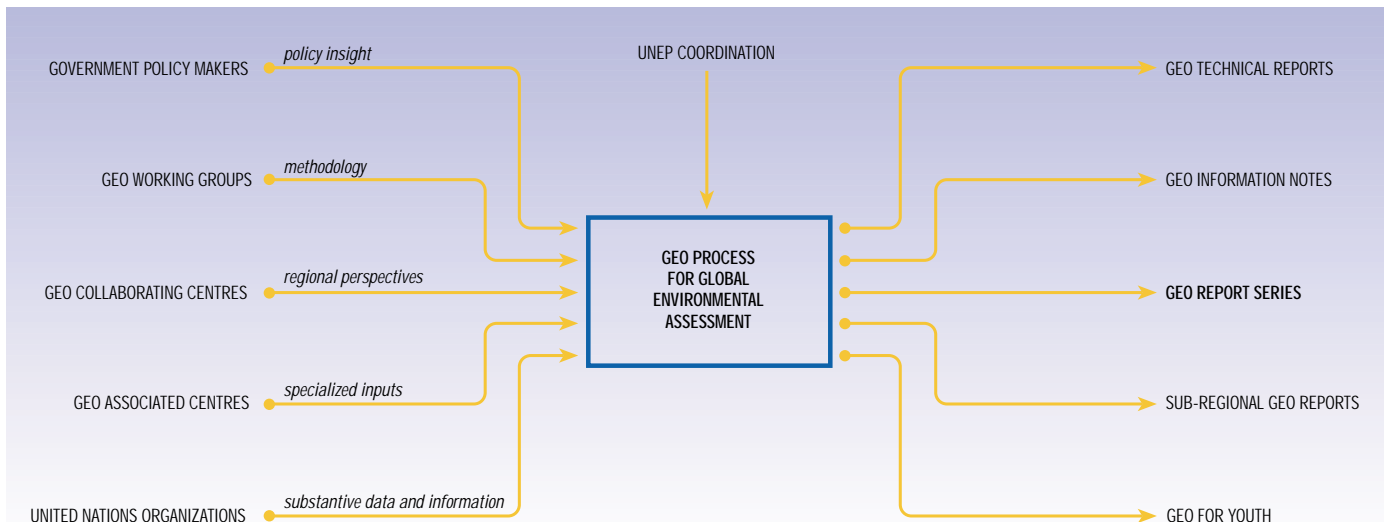 policy insight
UNEP COORDINATION
GOVERNMENT POLICY MAKERS
GEO TECHNICAL REPORTS
methodology
GEO WORKING GROUPS
GEO INFORMATION NOTES
GEO PROCESS
FOR GLOBAL
ENVIRONMENTAL
ASSESSMENT
regional perspectives
GEO COLLABORATING CENTRES
GEO REPORT SERIES
specialized inputs
GEO ASSOCIATED CENTRES
SUB-REGIONAL GEO REPORTS
substantive data and information
UNITED NATIONS ORGANIZATIONS
GEO FOR YOUTH